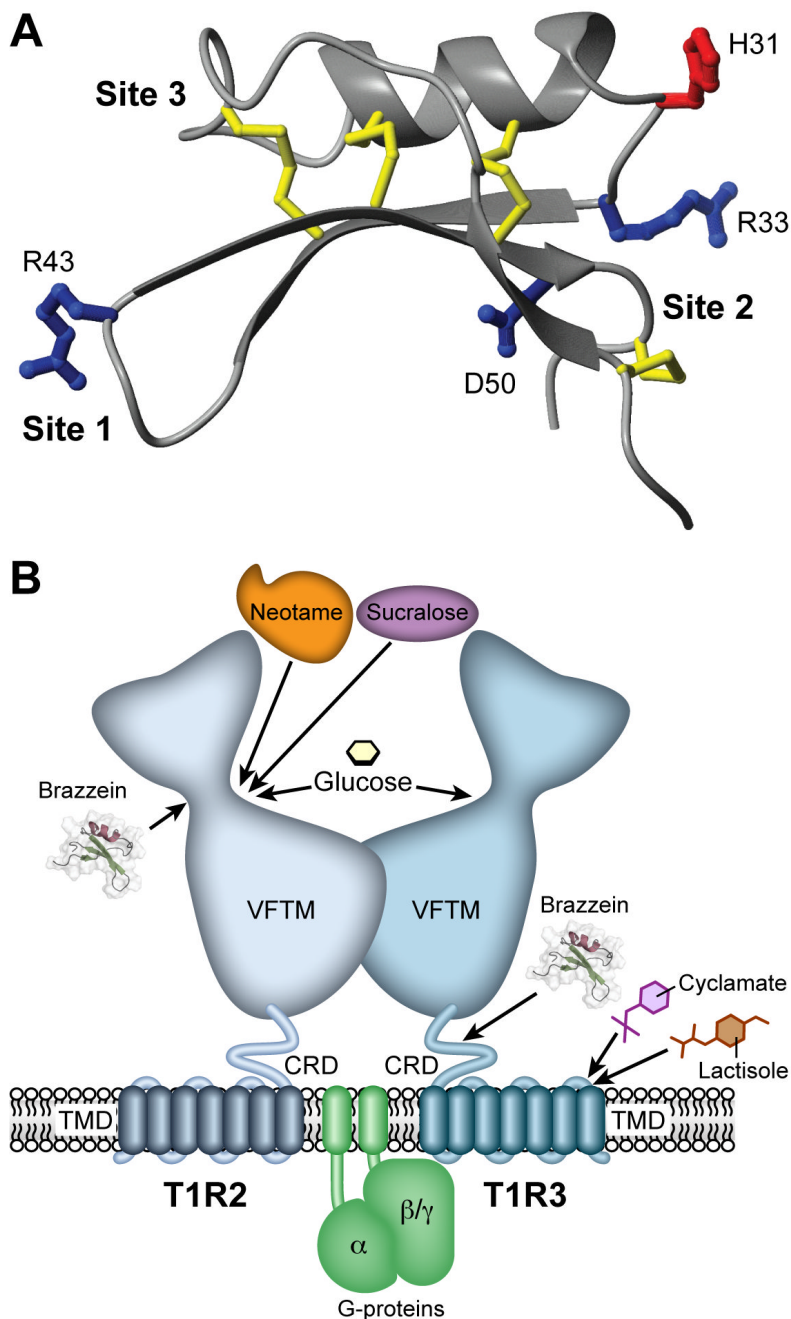 A
H31
Site 3
R33
R43
Site 2
D50
Site 1
B
Neotame
Sucralose
Glucose
Brazzein
VFTM
VFTM
Brazzein
Cyclamate
Lactisole
CRD
CRD
TMD
TMD
T1R2
T1R3
β/γ
α
G-proteins